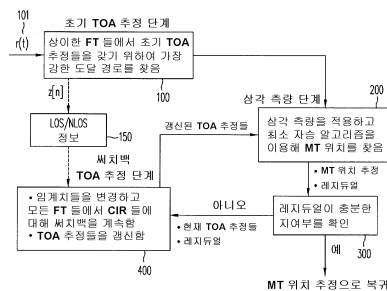 초기 TOA 추정 단계
101
r(t)
상이한 FT 들에서 초기 TOA
추정들을 갖기 위하여 가장
강한 도달 경로를 찾음
100
z[n]
LOS/NLOS
정보
150
써치백
TOA 추정 단계
• 임계치들을 변경하고
모든 FT 들에서 CIR 들에
대해 써치백을 계속함
• TOA 추정들을 갱신함
400
갱신된 TOA 추정들
삼각 측량 단계
200
삼각 측량을 적용하고
최소 자승 알고리즘을
이용해 MT 위치를 찾음
• MT 위치 추정
• 레지듀얼
아니오
• 현재 TOA 추정들
• 레지듀얼
레지듀얼이 충분한
지여부를 확인
300
예
MT 위치 추정으로 복귀